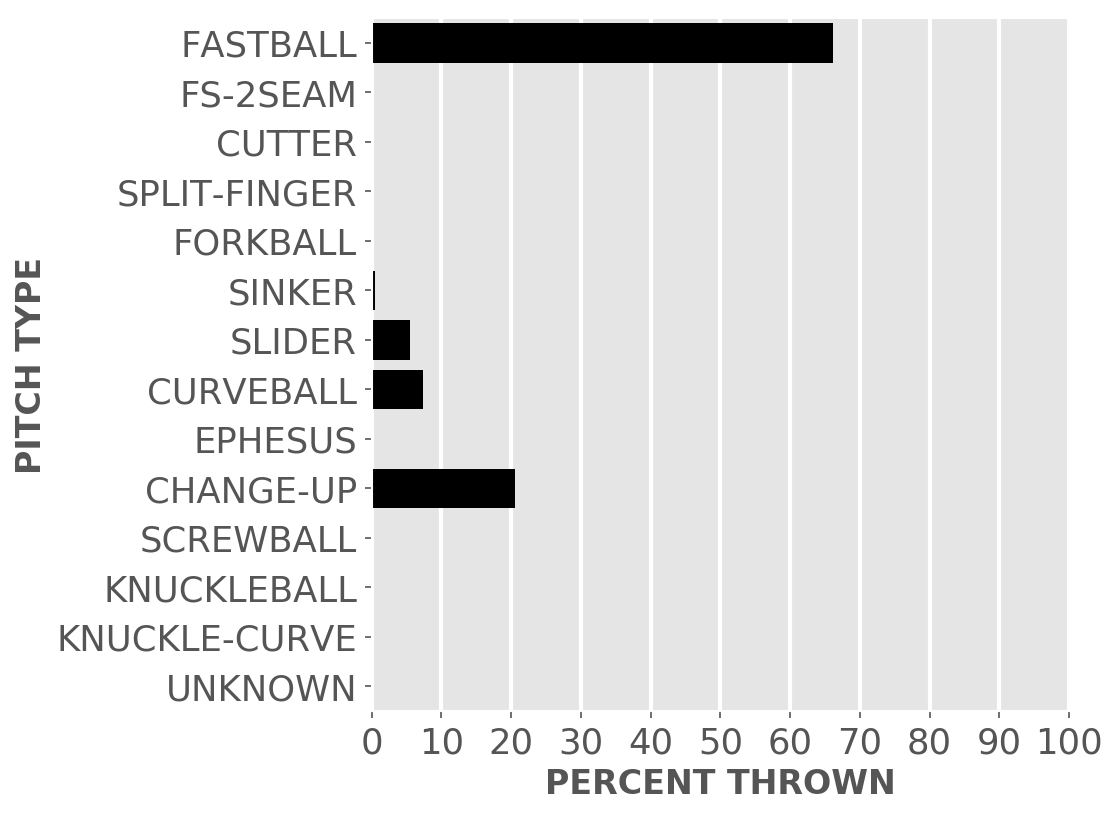 FASTBALL
FS-2SEAM
CUTTER
SPLIT-FINGER
FORKBALL
SINKER
SLIDER
CURVEBALL
EPHESUS
CHANGE-UP
SCREWBALL
KNUCKLEBALL
KNUCKLE-CURVE
UNKNOWN
PITCH TYPE
0 10 20 30 40 50 60 70 80 90 100
PERCENT THROWN